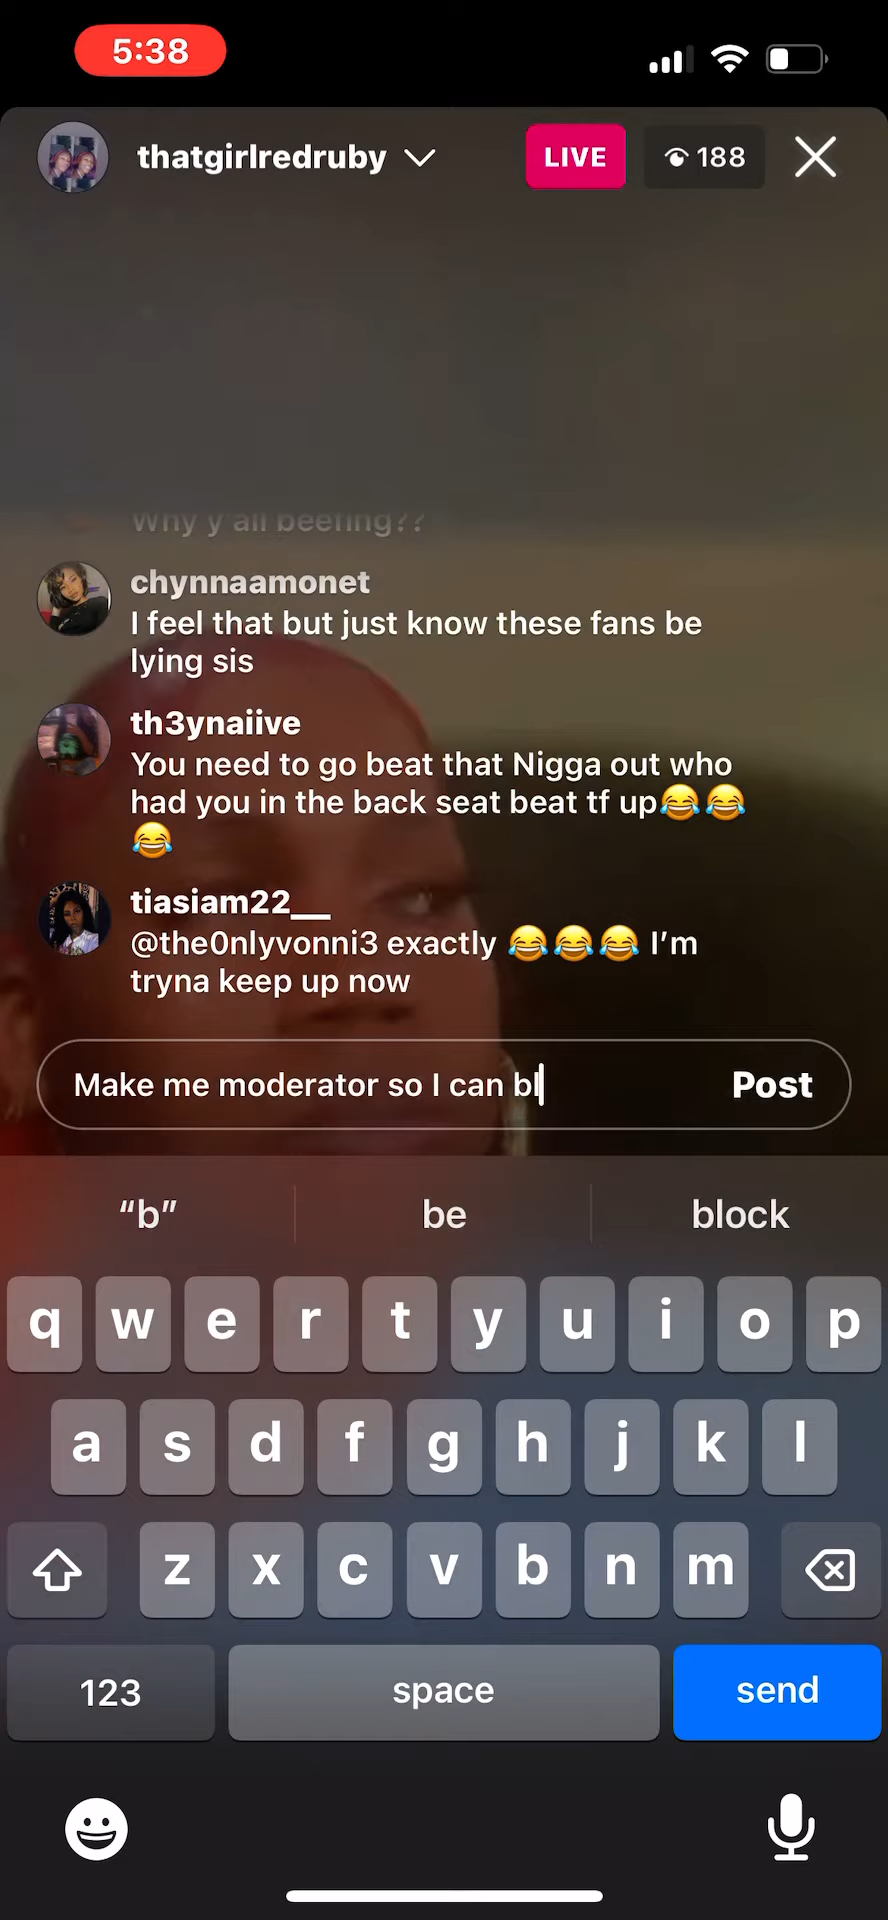 5:38
thatgirlredruby
LIVE
188
Why y'all beefing??
chynnaamonet
I feel that but just know these fans be
lying sis
th3ynaiive
You need to go beat that Nigga out who
had you in the back seat beat tf up😂😂
😂
tiasiam22__
@the0nlyvonni3 exactly 😂😂😂 I’m
tryna keep up now
Make me moderator so I can bl
Post
“b”
be
block
q w e r t y u i o p
a s d f g h j k l
z x c v b n m
123
space
send